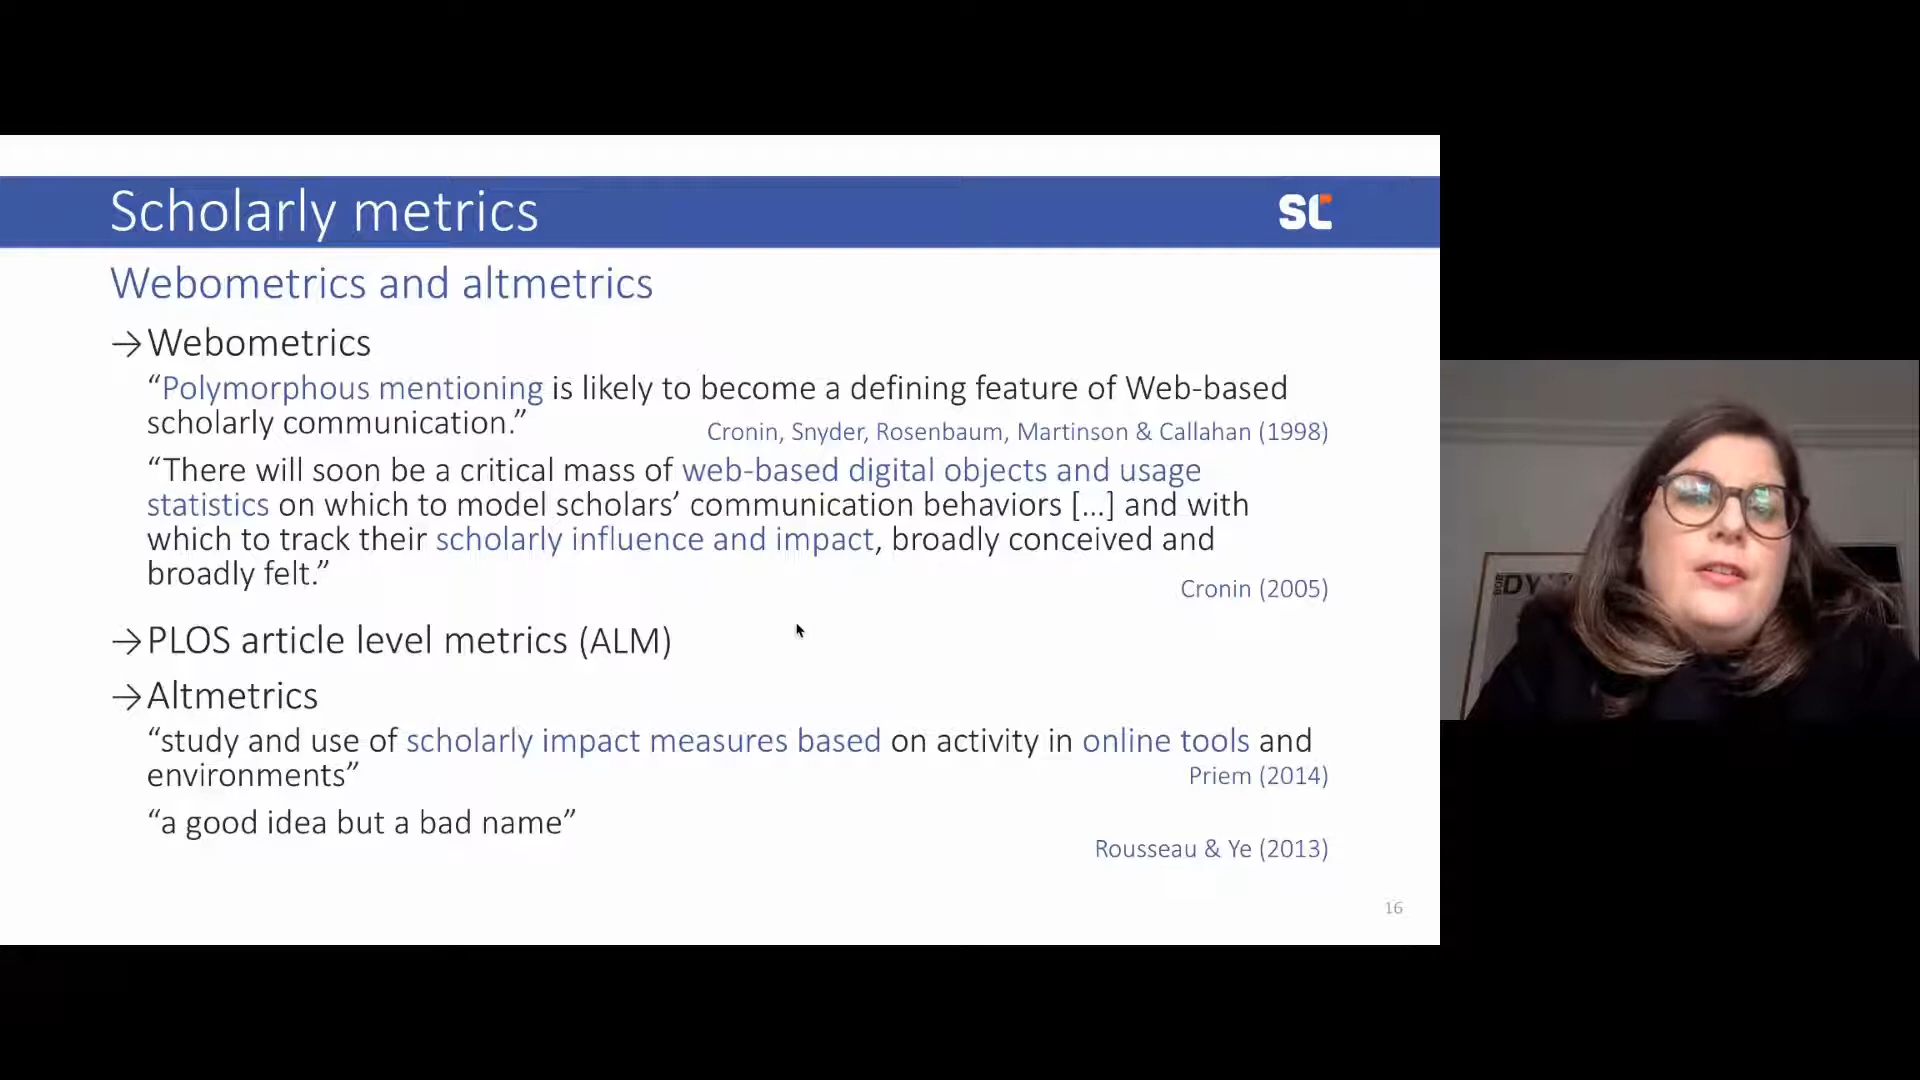 Scholarly metrics
SC
Webometrics and altmetrics
→Webometrics
“Polymorphous mentioning is likely to become a defining feature of Web-based
scholarly communication.”
Cronin, Snyder, Rosenbaum, Martinson & Callahan (1998)
“There will soon be a critical mass of web-based digital objects and usage
statistics on which to model scholars’ communication behaviors […] and with
which to track their scholarly influence and impact, broadly conceived and
broadly felt.”
Cronin (2005)
→PLOS article level metrics (ALM)
→Altmetrics
“study and use of scholarly impact measures based on activity in online tools and
environments”
Priem (2014)
“a good idea but a bad name”
Rousseau & Ye (2013)
16
BOB